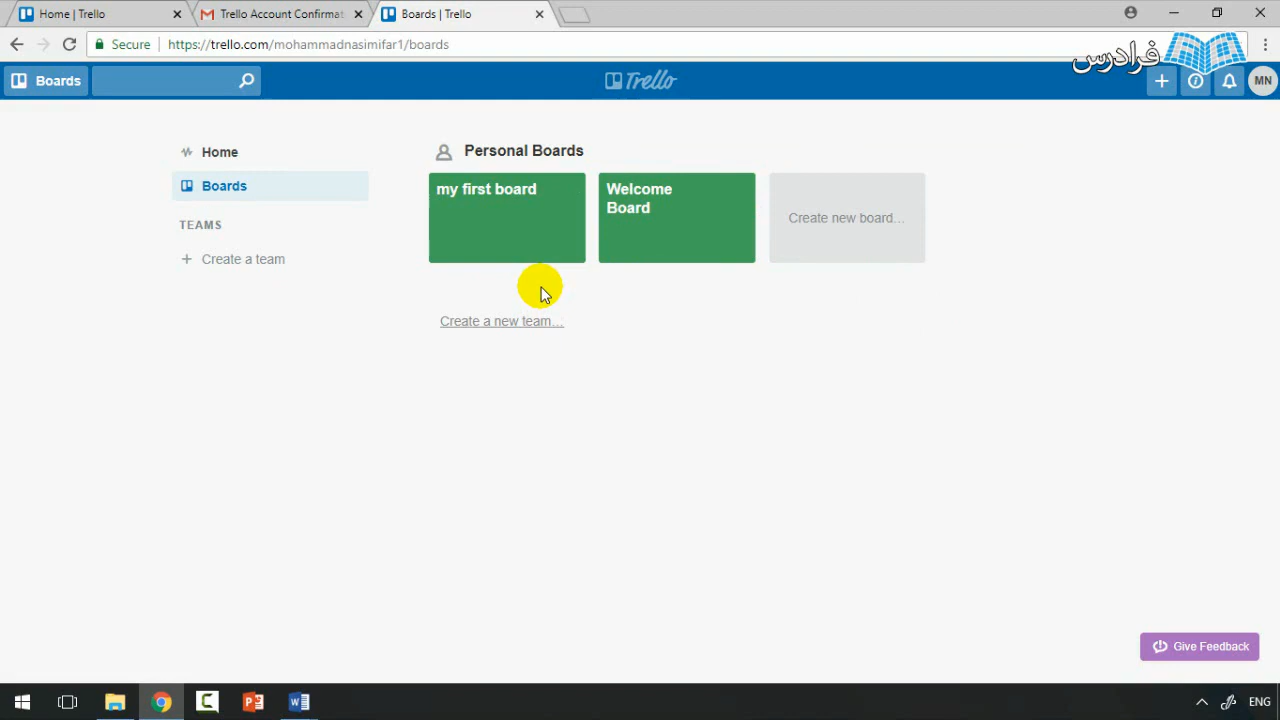 Home | Trello
Trello Account Confirmat
Boards | Trello
Secure
https://trello.com/mohammadnasimifar1/boards
فرادرس
Boards
Trello
MN
Home
Boards
TEAMS
Create a team
Personal Boards
my first board
Welcome
Board
Create new board…
Create a new team…
Give Feedback
ENG